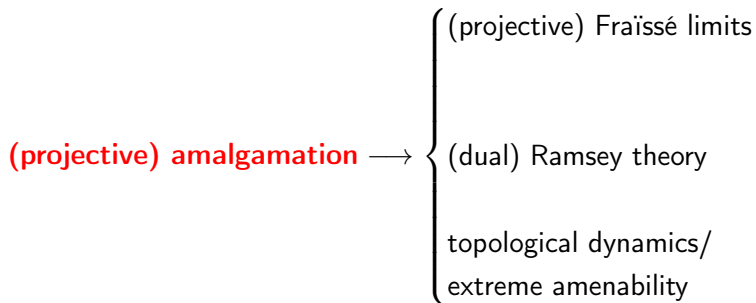 (projective) Fraïssé limits
(projective) amalgamation ⟶
(dual) Ramsey theory
topological dynamics/
extreme amenability